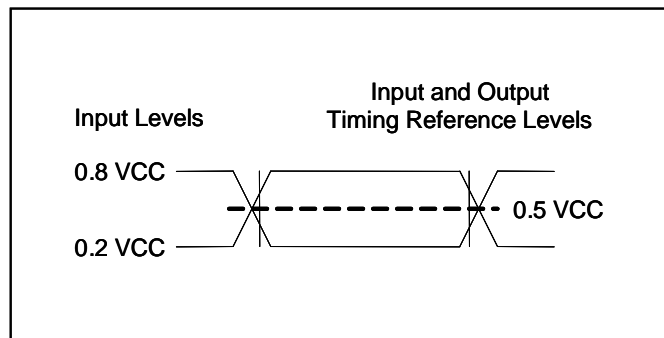 Input and Output
Timing Reference Levels
Input Levels
0.8 VCC
0.5 VCC
0.2 VCC